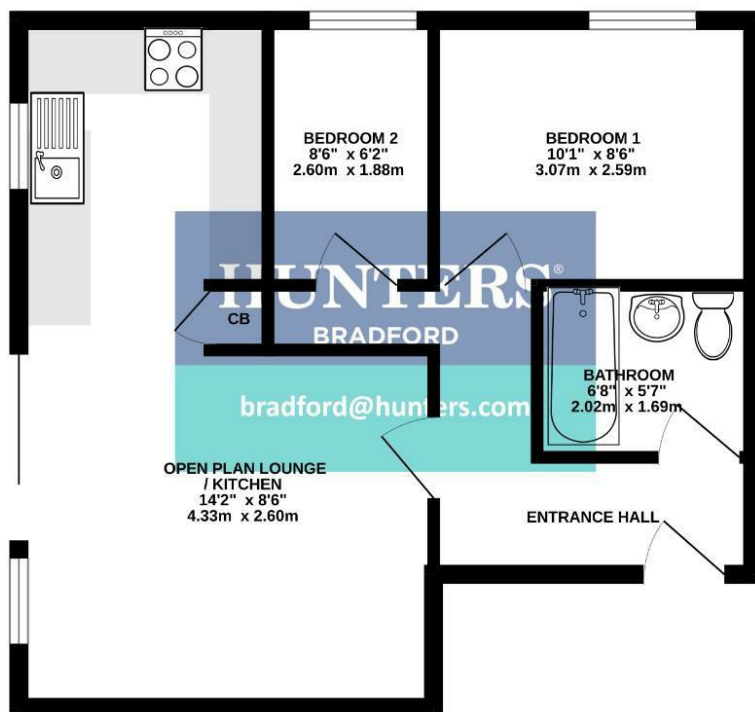 BEDROOM 2
8'6" x 6'2"
2.60m x 1.88m
BEDROOM 1
10'1" x 8'6"
3.07m x 2.59m
HUNTERS®
BRADFORD
CB
BATHROOM
6'8" x 5'7"
2.02m x 1.69m
bradford@hunters.com
OPEN PLAN LOUNGE
/ KITCHEN
14'2" x 8'6"
4.33m x 2.60m
ENTRANCE HALL